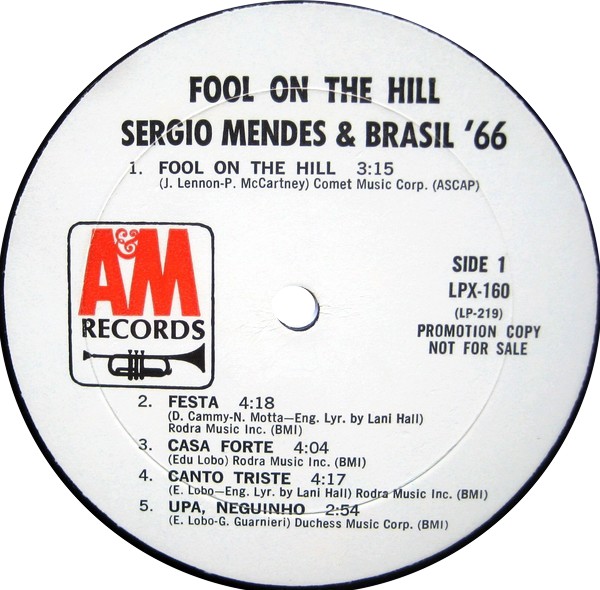 FOOL ON THE HILL
SERGIO MENDES & BRASIL '66
1. FOOL ON THE HILL 3:15
(J. Lennon-P. McCartney) Comet Music Corp. (ASCAP)
A&M
RECORDS
SIDE 1
LPX-160
(LP-219)
PROMOTION COPY
NOT FOR SALE
2. FESTA 4:18
(D. Cammy-N. Motta—Eng. Lyr. by Lani Hall)
Rodra Music Inc. (BMI)
3. CASA FORTE 4:04
(Edu Lobo) Rodra Music Inc. (BMI)
4. CANTO TRISTE 4:17
(E. Lobo—Eng. Lyr. by Lani Hall) Rodra Music Inc. (BMI)
5. UPA, NEGUINHO 2:54
(E. Lobo-G. Guarnieri) Duchess Music Corp. (BMI)